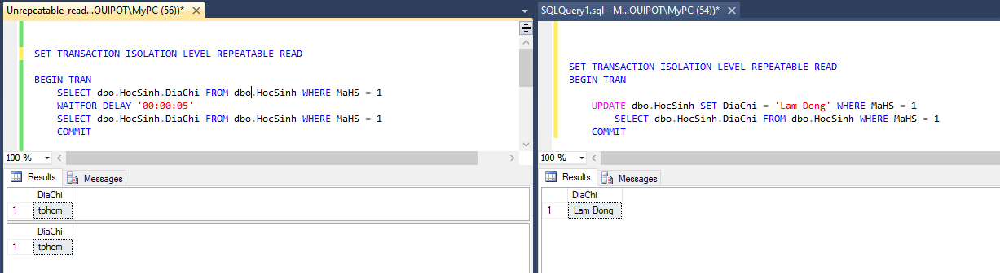 Unrepeatable_read...OUIPOT\MyPC (56))*
SET TRANSACTION ISOLATION LEVEL REPEATABLE READ
BEGIN TRAN
SELECT dbo.HocSinh.DiaChi FROM dbo.HocSinh WHERE MaHS = 1
WAITFOR DELAY '00:00:05'
SELECT dbo.HocSinh.DiaChi FROM dbo.HocSinh WHERE MaHS = 1
COMMIT
100 %
Results
Messages
DiaChi
1 tphcm
DiaChi
1 tphcm
SQLQuery1.sql - M...OUIPOT\MyPC (54))*
SET TRANSACTION ISOLATION LEVEL REPEATABLE READ
BEGIN TRAN
UPDATE dbo.HocSinh SET DiaChi = 'Lam Dong' WHERE MaHS = 1
SELECT dbo.HocSinh.DiaChi FROM dbo.HocSinh WHERE MaHS = 1
COMMIT
100 %
Results
Messages
DiaChi
1 Lam Dong